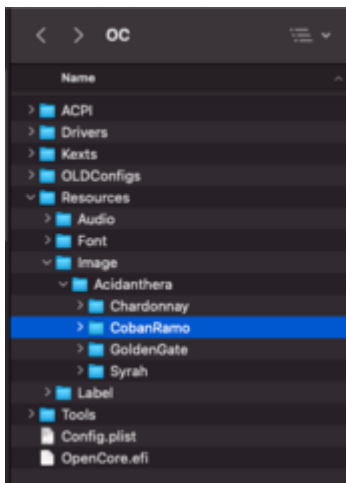 OC
Name
ACPI
Drivers
Kexts
OLDConfigs
Resources
Audio
Font
Image
Acidanthera
Chardonnay
CobanRamo
GoldenGate
Syrah
Label
Tools
Config.plist
OpenCore.efi